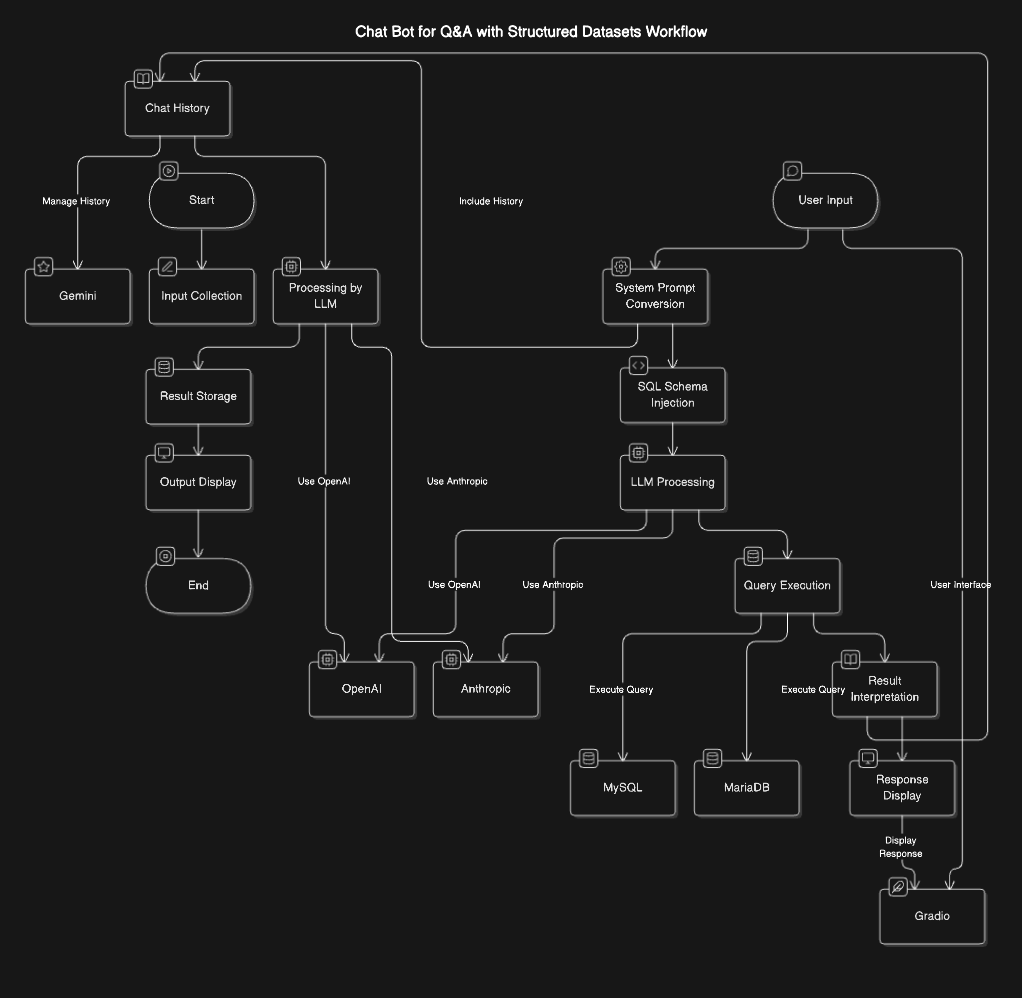 Chat Bot for Q&A with Structured Datasets Workflow
Chat History
Manage History
Start
Include History
User Input
Gemini
Input Collection
Processing by
LLM
System Prompt
Conversion
Result Storage
SQL Schema
Injection
Output Display
Use OpenAI
Use Anthropic
LLM Processing
End
Use OpenAI
Use Anthropic
Query Execution
User Interface
OpenAI
Anthropic
Execute Query
Execute Query
Result
Interpretation
MySQL
MariaDB
Response
Display
Display
Response
Gradio